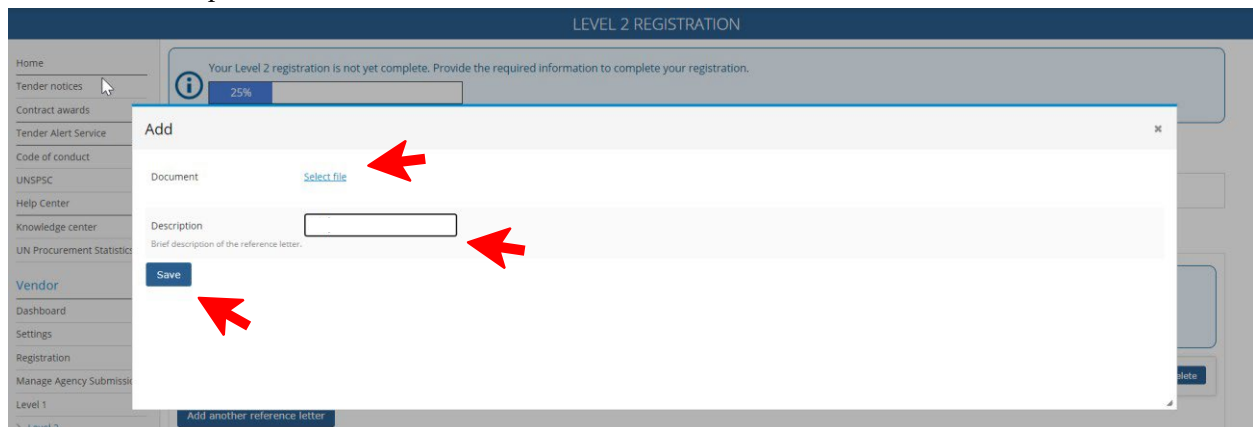 LEVEL 2 REGISTRATION
Home
Tender notices
Contract awards
Tender Alert Service
Code of conduct
UNSPSC
Help Center
Knowledge center
UN Procurement Statistics
Vendor
Dashboard
Settings
Registration
Manage Agency Submissio
Level 1
Your Level 2 registration is not yet complete. Provide the required information to complete your registration.
25%
Add
Document
Select file
Description
Brief description of the reference letter.
Save
elete
Add another reference letter